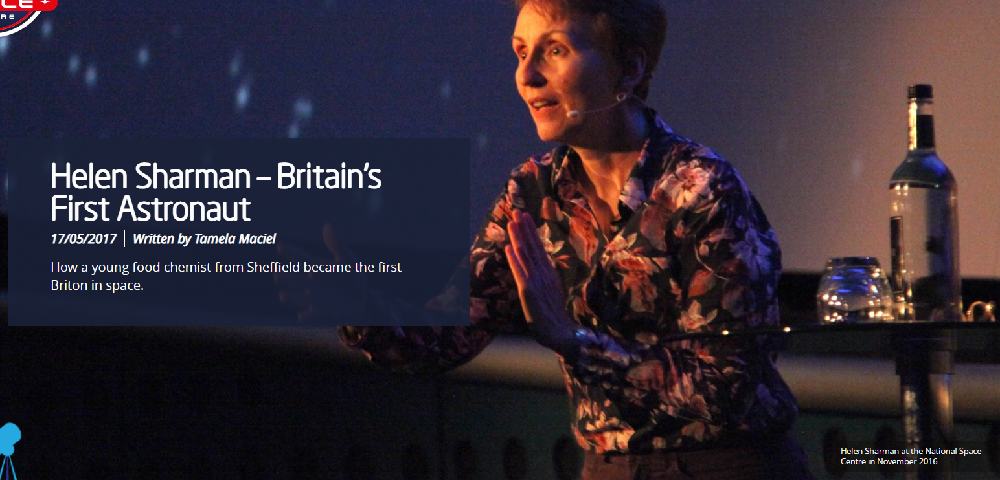 RE
Helen Sharman – Britain’s
First Astronaut
17/05/2017 | Written by Tamela Maciel
How a young food chemist from Sheffield became the first
Briton in space.
Helen Sharman at the National Space
Centre in November 2016.